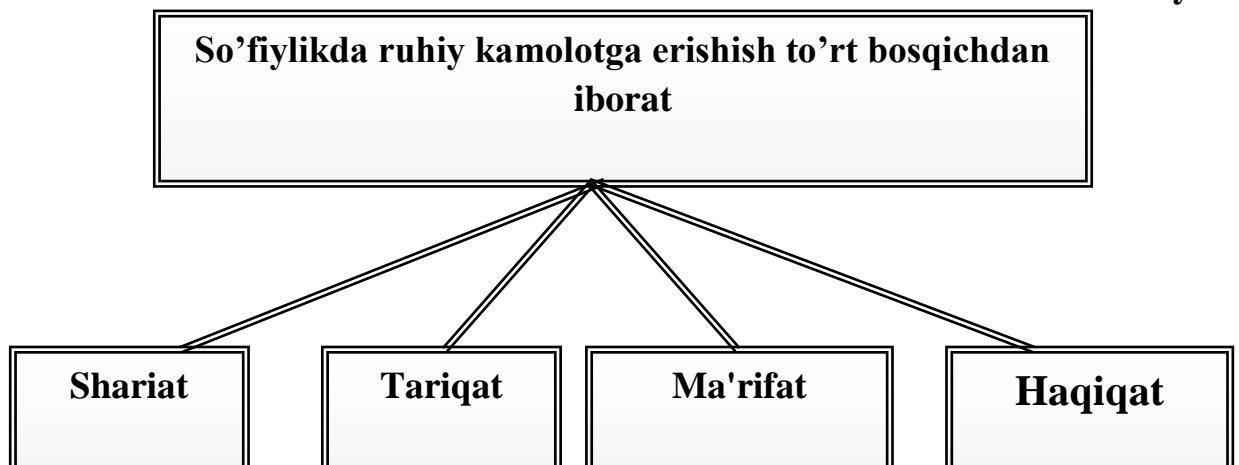 So’fiylikda ruhiy kamolotga erishish to’rt bosqichdan
iborat
Shariat
Tariqat
Ma'rifat
Haqiqat